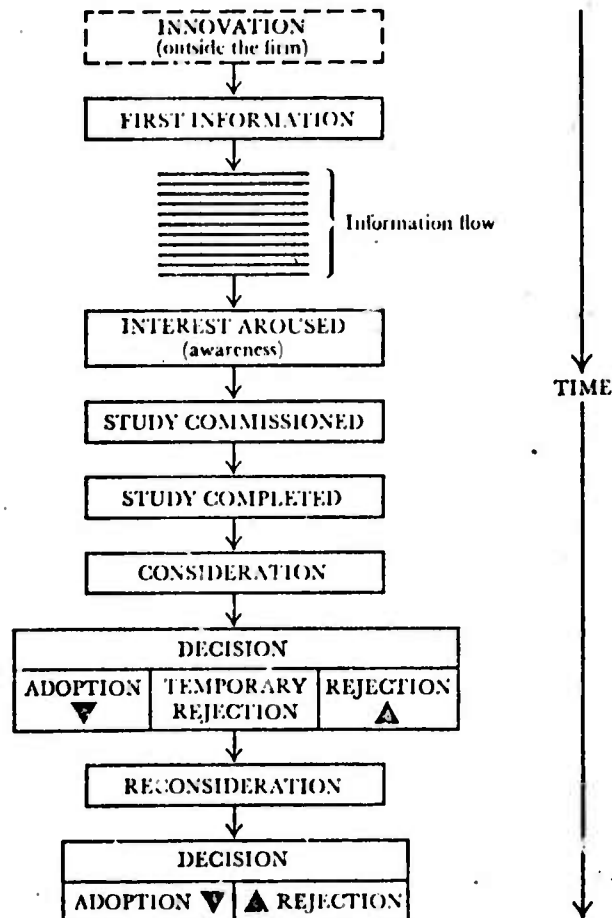 INNOVATION
(outside the firm)
FIRST INFORMATION
Information flow
INTEREST AROUSED
(awareness)
TIME
STUDY COMMISSIONED
STUDY COMPLETED
CONSIDERATION
DECISION
ADOPTION
TEMPORARY
REJECTION
REJECTION
RECONSIDERATION
DECISION
ADOPTION
REJECTION